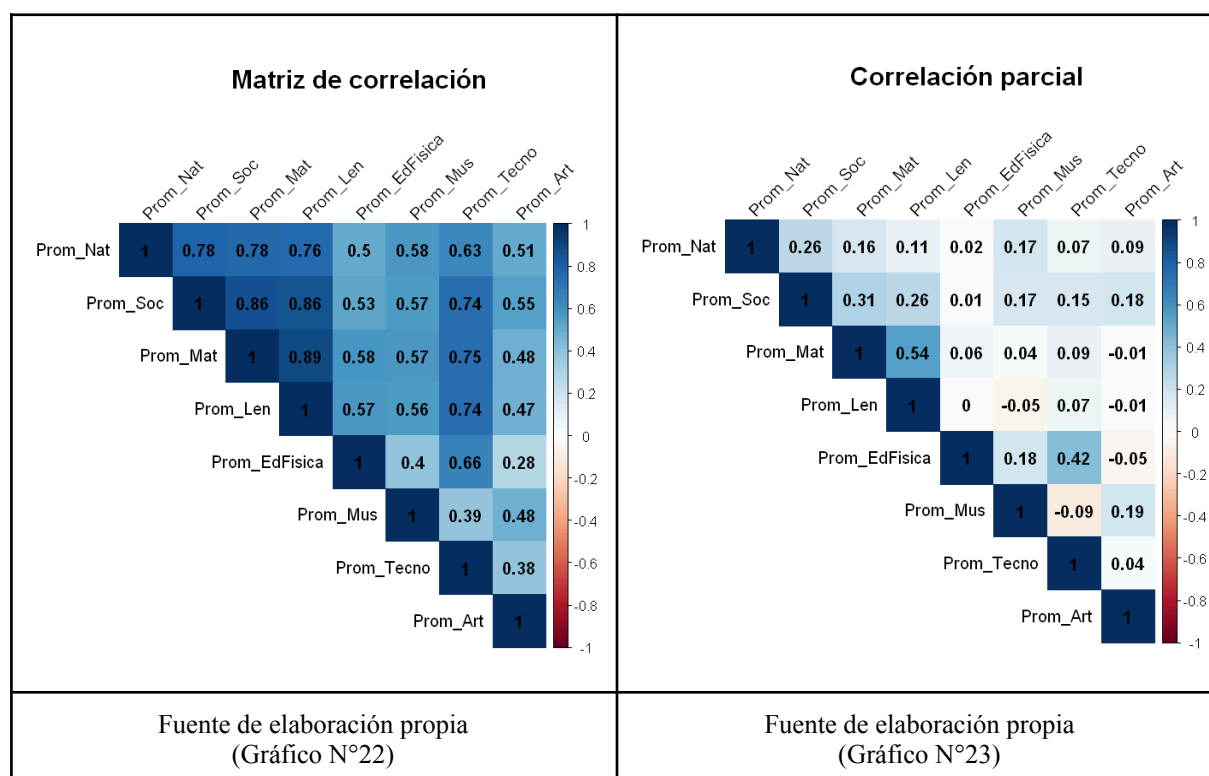 Matriz de correlación
Prom_Nat Prom_Soc Prom_Mat Prom_Len Prom_EdFisica Prom_Mus Prom_Tecno Prom_Art
Prom_Nat 1 0.78 0.78 0.76 0.5 0.58 0.63 0.51
Prom_Soc 1 0.86 0.86 0.53 0.57 0.74 0.55
Prom_Mat 1 0.89 0.58 0.57 0.75 0.48
Prom_Len 1 0.57 0.56 0.74 0.47
Prom_EdFisica 1 0.4 0.66 0.28
Prom_Mus 1 0.39 0.48
Prom_Tecno 1 0.38
Prom_Art 1
1
0.8
0.6
0.4
0.2
0
-0.2
-0.4
-0.6
-0.8
-1
Fuente de elaboración propia
(Gráfico N°22)
Correlación parcial
Prom_Nat Prom_Soc Prom_Mat Prom_Len Prom_EdFisica Prom_Mus Prom_Tecno Prom_Art
Prom_Nat 1 0.26 0.16 0.11 0.02 0.17 0.07 0.09
Prom_Soc 1 0.31 0.26 0.01 0.17 0.15 0.18
Prom_Mat 1 0.54 0.06 0.04 0.09 -0.01
Prom_Len 1 0 -0.05 0.07 -0.01
Prom_EdFisica 1 0.18 0.42 -0.05
Prom_Mus 1 -0.09 0.19
Prom_Tecno 1 0.04
Prom_Art 1
1
0.8
0.6
0.4
0.2
0
-0.2
-0.4
-0.6
-0.8
-1
Fuente de elaboración propia
(Gráfico N°23)